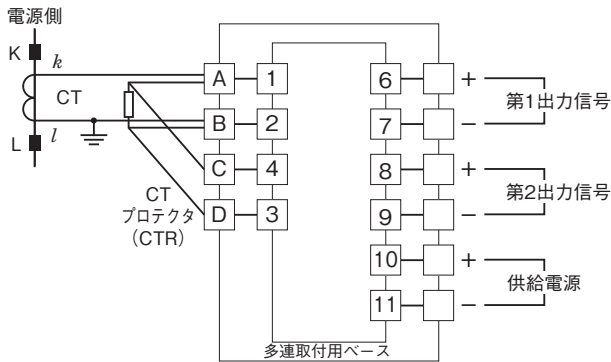 電源側
K
k
CT
L
l
A
1
B
2
C
4
D
3
CT
プロテクタ
(CTR)
6
+
第1出力信号
7
−
8
+
第2出力信号
9
−
10
+
供給電源
11
−
多連取付用ベース